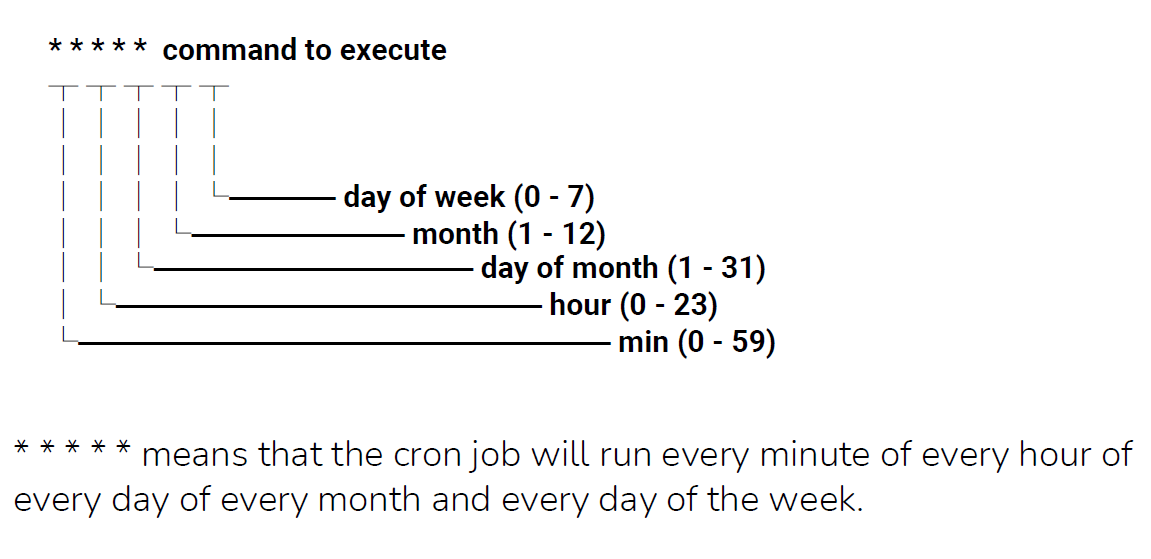 * * * * * command to execute
day of week (0 - 7)
month (1 - 12)
day of month (1 - 31)
hour (0 - 23)
min (0 - 59)
* * * * * means that the cron job will run every minute of every hour of
every day of every month and every day of the week.